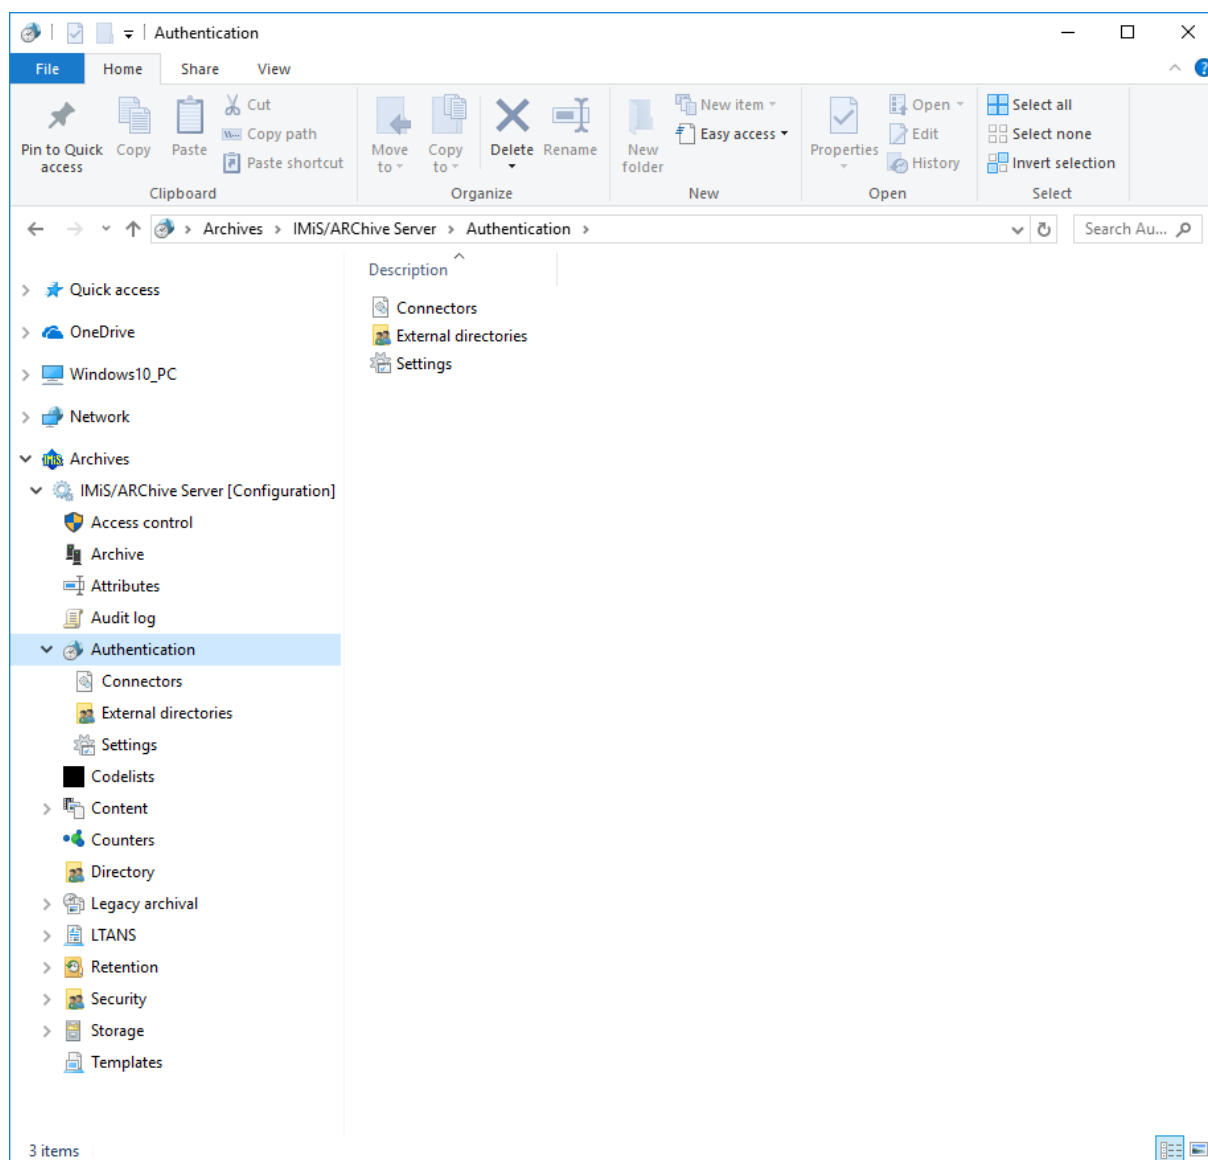 Authentication
File Home Share View
Pin to Quick access
Copy
Paste
Cut
Copy path
Paste shortcut
Clipboard
Move to
Copy to
Delete
Rename
Organize
New folder
New item
Easy access
New
Properties
Open
Edit
History
Open
Select all
Select none
Invert selection
Select
Archives > IMiS/ARChive Server > Authentication >
Search Au...
Quick access
OneDrive
Windows10_PC
Network
Archives
IMiS/ARChive Server [Configuration]
Access control
Archive
Attributes
Audit log
Authentication
Connectors
External directories
Settings
Codelists
Content
Counters
Directory
Legacy archival
LTANS
Retention
Security
Storage
Templates
Description
Connectors
External directories
Settings
3 items